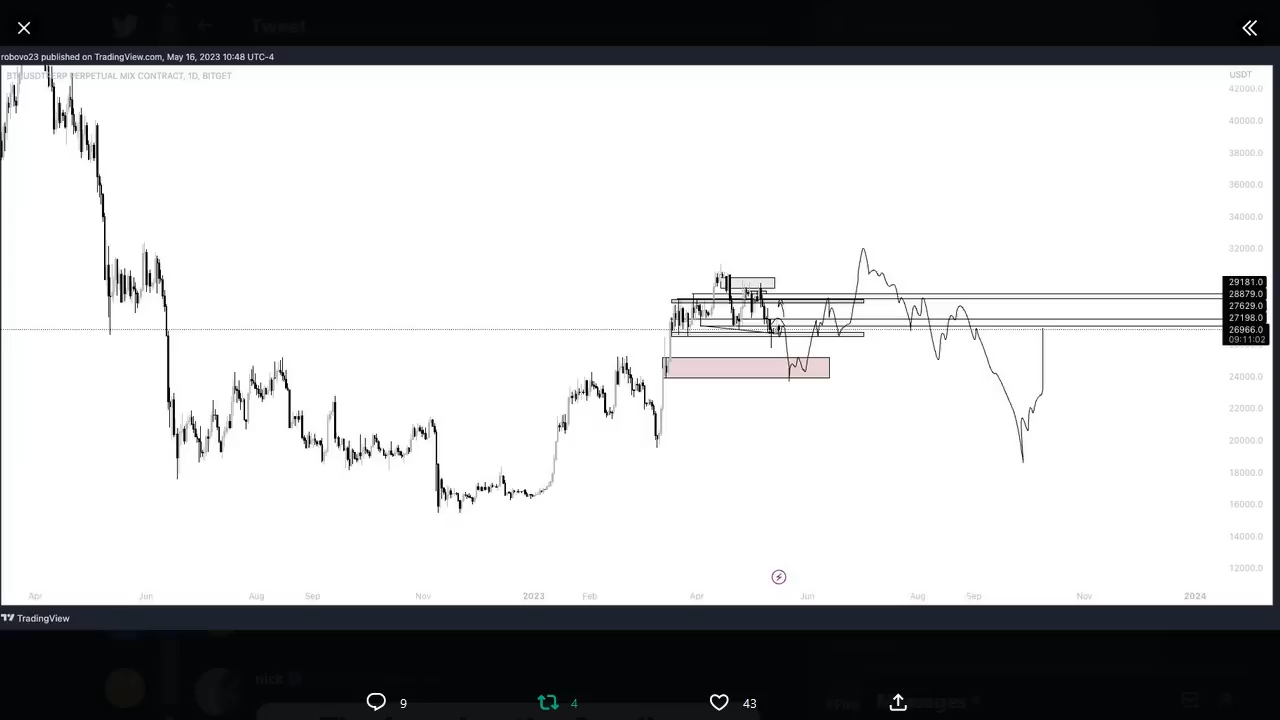 Tweet
robovo23 published on TradingView.com, May 16, 2023 10:48 UTC-4
BTCUSDTPERP PERPETUAL MIX CONTRACT, 1D, BITGET
USDT
42000.0
40000.0
38000.0
36000.0
34000.0
32000.0
29181.0
28879.0
27629.0
27198.0
26966.0
09:11:02
24000.0
22000.0
20000.0
18000.0
16000.0
14000.0
12000.0
Apr Jun Aug Sep Nov 2023 Feb Apr Jun Aug Sep Nov 2024
TradingView
nick
9 4 43